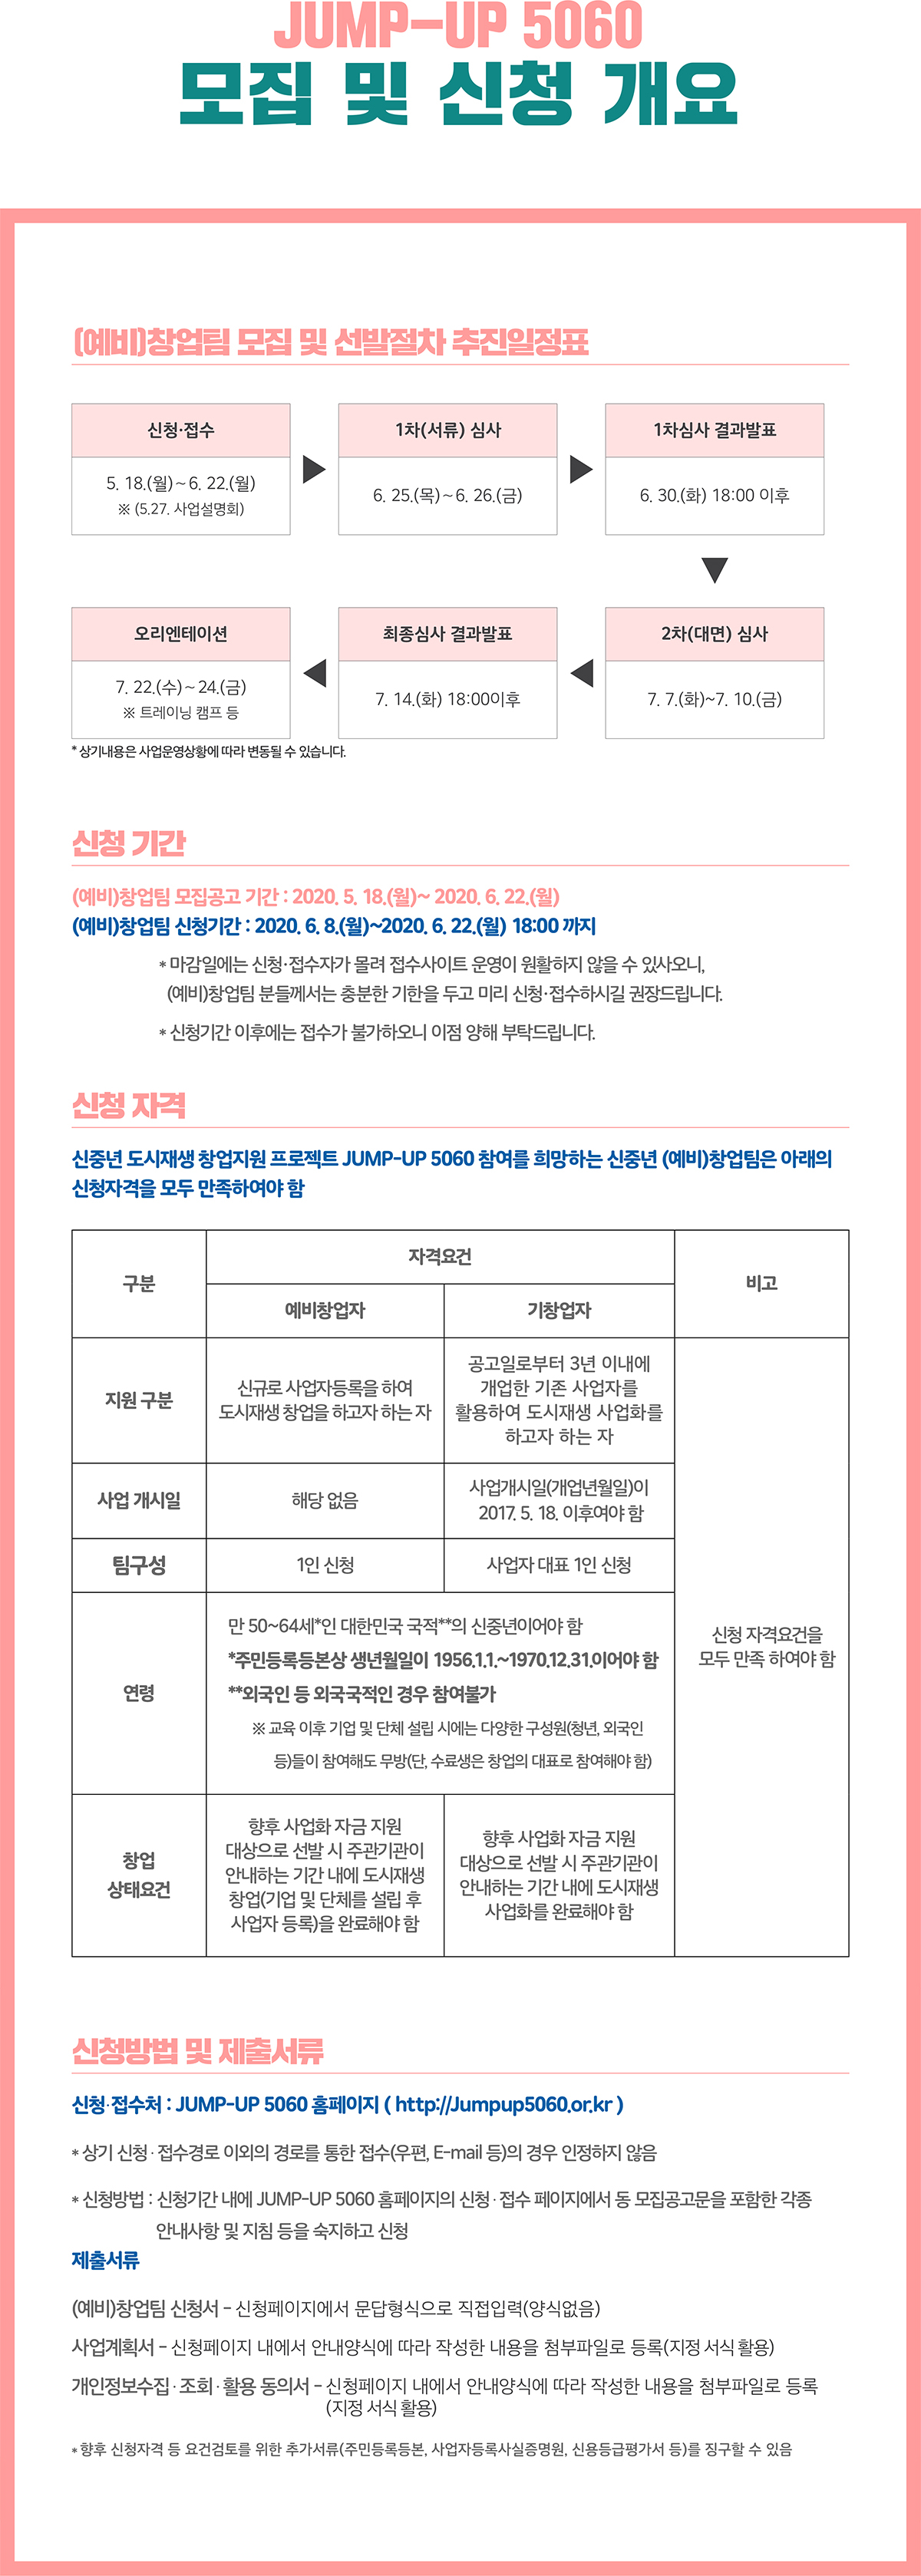 JUMP-UP 5060
모집 및 신청 개요
(예비)창업팀 모집 및 선발절차 추진일정표
신청·접수
5. 18.(월)~6. 22.(월)
※ (5.27. 사업설명회)
1차(서류) 심사
6. 25.(목)~6. 26.(금)
1차심사 결과발표
6. 30.(화) 18:00 이후
오리엔테이션
7. 22.(수)~24.(금)
※ 트레이닝 캠프 등
최종심사 결과발표
7. 14.(화) 18:00이후
2차(대면) 심사
7. 7.(화)~7. 10.(금)
* 상기내용은 사업운영상황에 따라 변동될 수 있습니다.
신청 기간
(예비)창업팀 모집공고 기간 : 2020. 5. 18.(월)~ 2020. 6. 22.(월)
(예비)창업팀 신청기간 : 2020. 6. 8.(월)~2020. 6. 22.(월) 18:00 까지
* 마감일에는 신청·접수자가 몰려 접수사이트 운영이 원활하지 않을 수 있사오니,
(예비)창업팀 분들께서는 충분한 기한을 두고 미리 신청·접수하시길 권장드립니다.
* 신청기간 이후에는 접수가 불가하오니 이점 양해 부탁드립니다.
신청 자격
신중년 도시재생 창업지원 프로젝트 JUMP-UP 5060 참여를 희망하는 신중년 (예비)창업팀은 아래의
신청자격을 모두 만족하여야 함
구분
자격요건
비고
예비창업자
기창업자
지원 구분
신규로 사업자등록을 하여
도시재생 창업을 하고자 하는 자
공고일로부터 3년 이내에
개업한 기존 사업자를
활용하여 도시재생 사업화를
하고자 하는 자
사업 개시일
해당 없음
사업개시일(개업년월일)이
2017. 5. 18. 이후여야 함
팀구성
1인 신청
사업자 대표 1인 신청
연령
만 50~64세*인 대한민국 국적**의 신중년이어야 함
*주민등록등본상 생년월일이 1956.1.1.~1970.12.31.이어야 함
**외국인 등 외국국적인 경우 참여불가
※ 교육 이후 기업 및 단체 설립 시에는 다양한 구성원(청년, 외국인
등)들이 참여해도 무방(단, 수료생은 창업의 대표로 참여해야 함)
신청 자격요건을
모두 만족 하여야 함
창업
상태요건
향후 사업화 자금 지원
대상으로 선발 시 주관기관이
안내하는 기간 내에 도시재생
창업(기업 및 단체를 설립 후
사업자 등록)을 완료해야 함
향후 사업화 자금 지원
대상으로 선발 시 주관기관이
안내하는 기간 내에 도시재생
사업화를 완료해야 함
신청방법 및 제출서류
신청·접수처 : JUMP-UP 5060 홈페이지 ( http://Jumpup5060.or.kr )
* 상기 신청·접수경로 이외의 경로를 통한 접수(우편, E-mail 등)의 경우 인정하지 않음
* 신청방법 : 신청기간 내에 JUMP-UP 5060 홈페이지의 신청·접수 페이지에서 동 모집공고문을 포함한 각종
안내사항 및 지침 등을 숙지하고 신청
제출서류
(예비)창업팀 신청서 - 신청페이지에서 문답형식으로 직접입력(양식없음)
사업계획서 - 신청페이지 내에서 안내양식에 따라 작성한 내용을 첨부파일로 등록(지정 서식 활용)
개인정보수집·조회·활용 동의서 - 신청페이지 내에서 안내양식에 따라 작성한 내용을 첨부파일로 등록
(지정 서식 활용)
* 향후 신청자격 등 요건검토를 위한 추가서류(주민등록등본, 사업자등록사실증명원, 신용등급평가서 등)를 징구할 수 있음